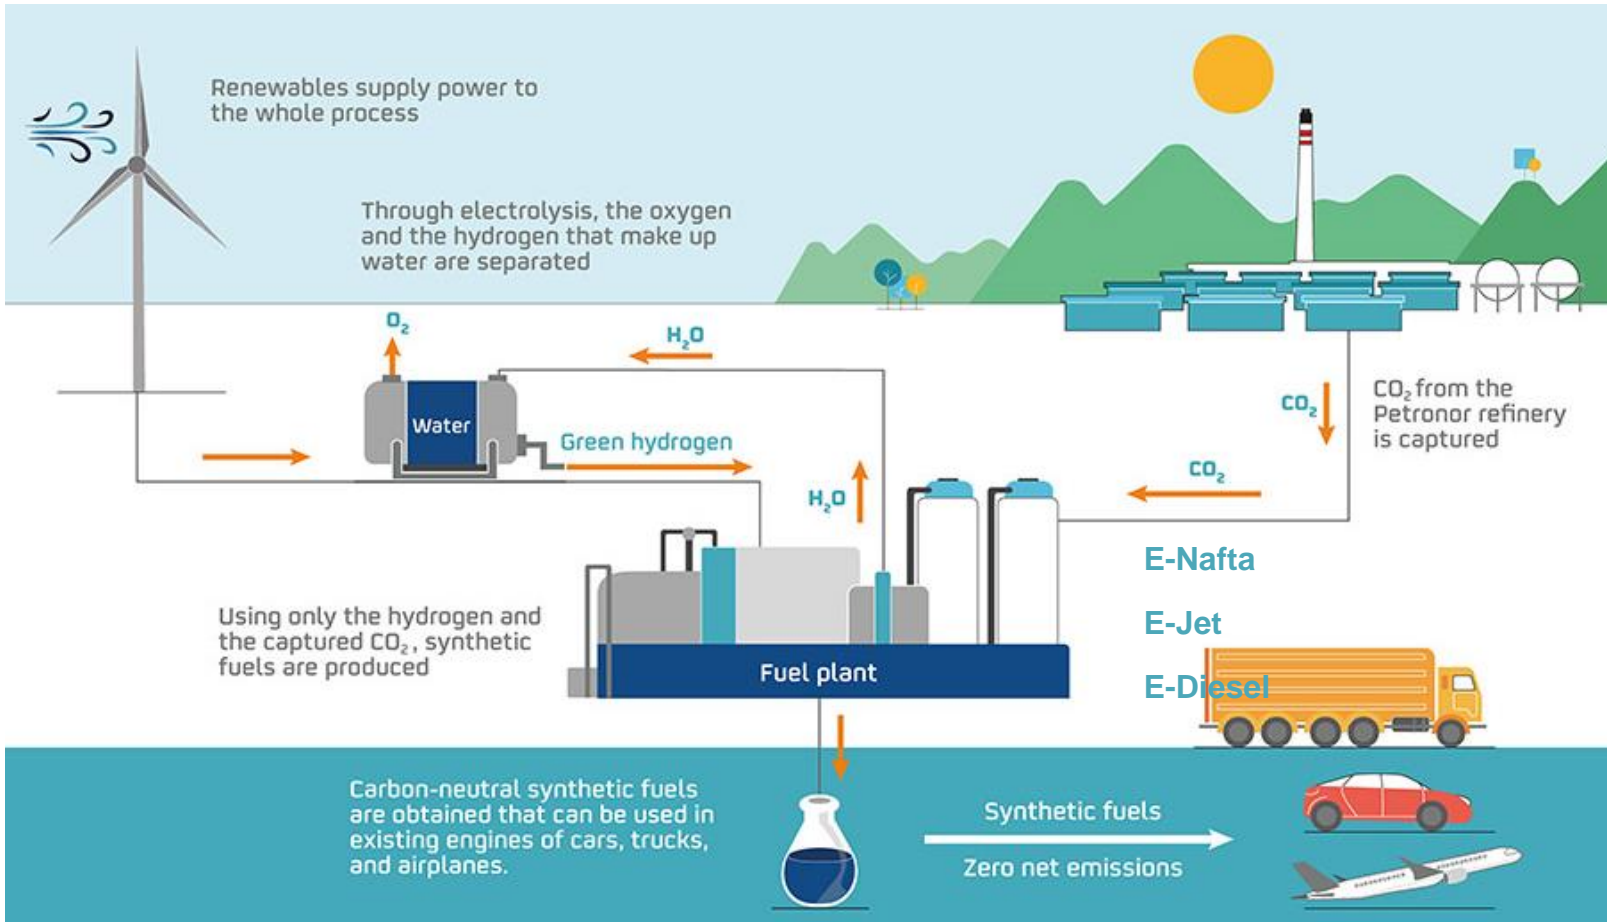 Renewables supply power to
the whole process
Through electrolysis, the oxygen
and the hydrogen that make up
water are separated
O₂
H₂O
Water
Green hydrogen
H₂O
CO₂
CO₂
CO₂ from the
Petronor refinery
is captured
E-Nafta
E-Jet
E-Diesel
Using only the hydrogen and
the captured CO₂, synthetic
fuels are produced
Fuel plant
Carbon-neutral synthetic fuels
are obtained that can be used in
existing engines of cars, trucks,
and airplanes.
Synthetic fuels
Zero net emissions